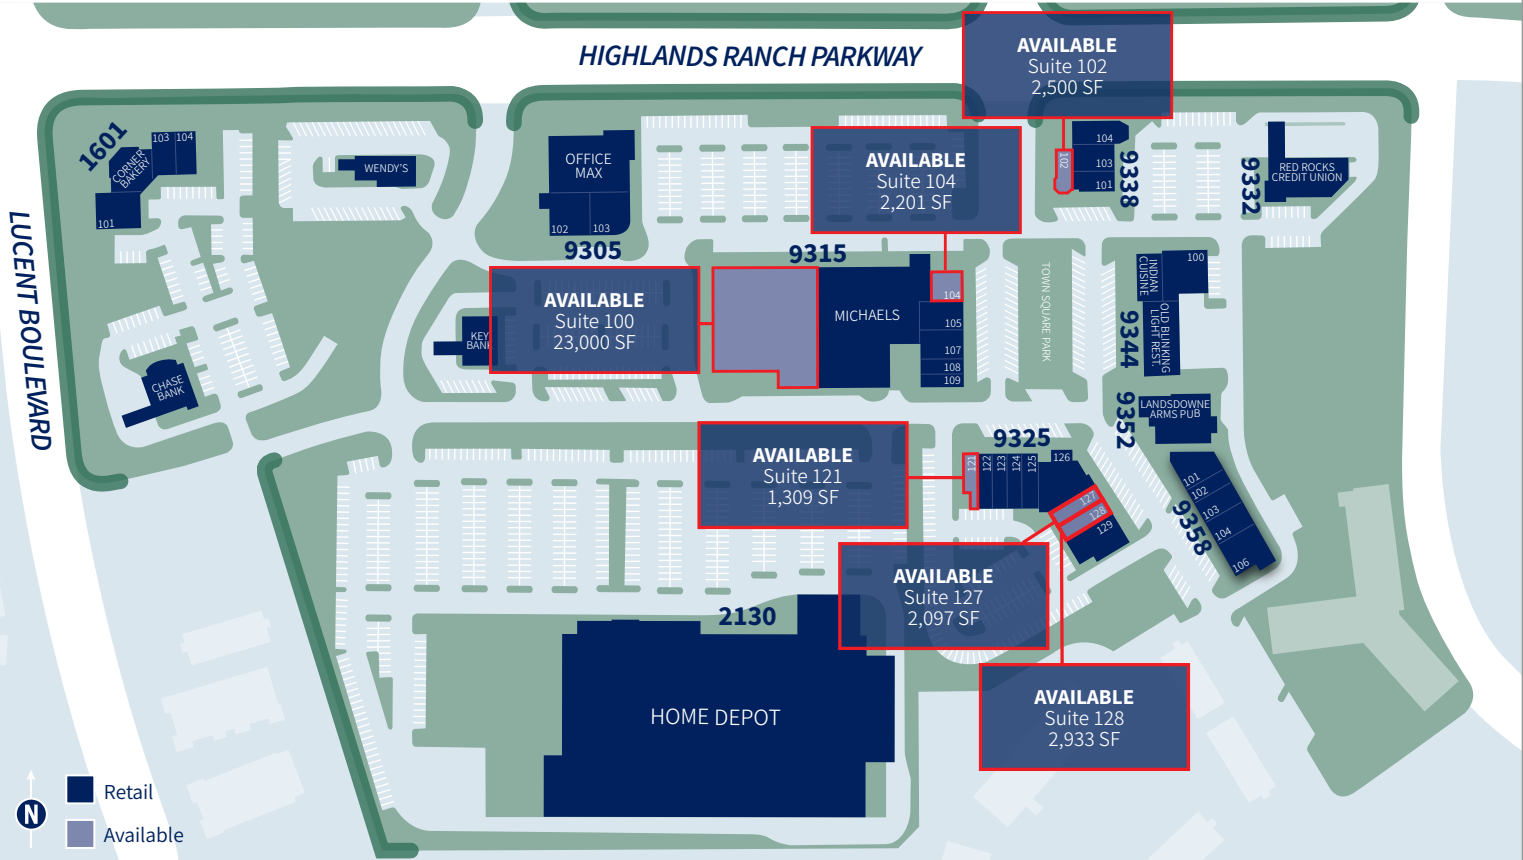 HIGHLANDS RANCH PARKWAY
AVAILABLE
Suite 102
2,500 SF
1601
CORNER
BAKERY
103
104
101
WENDY'S
OFFICE
MAX
102
103
9305
AVAILABLE
Suite 104
2,201 SF
102
104
103
101
9338
9332
RED ROCKS
CREDIT UNION
LUCENT BOULEVARD
9315
AVAILABLE
Suite 100
23,000 SF
KEY
BANK
MICHAELS
104
105
107
108
109
TOWN SQUARE PARK
INDIAN
CUISINE
100
OLD BLINKING
LIGHT REST.
9344
CHASE
BANK
LANDSDOWNE
ARMS PUB
9352
AVAILABLE
Suite 121
1,309 SF
9325
121
122
123
124
125
126
127
128
129
101
102
103
104
106
9358
AVAILABLE
Suite 127
2,097 SF
2130
HOME DEPOT
AVAILABLE
Suite 128
2,933 SF
N
Retail
Available